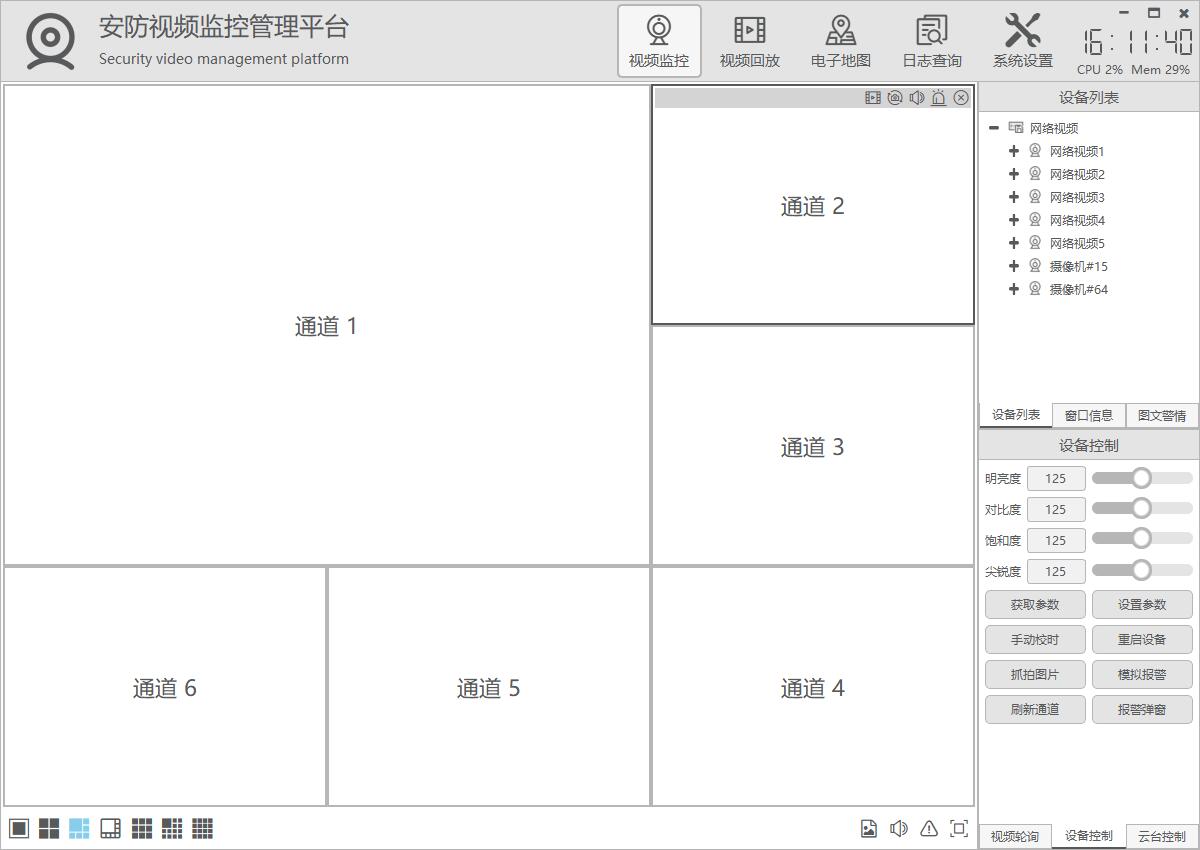 安防视频监控管理平台
Security video management platform
视频监控
视频回放
电子地图
日志查询
系统设置
16:11:40
CPU 2% Mem 29%
通道 1
通道 2
通道 3
通道 6
通道 5
通道 4
设备列表
网络视频
网络视频1
网络视频2
网络视频3
网络视频4
网络视频5
摄像机#15
摄像机#64
设备列表 窗口信息 图文警情
设备控制
明亮度 125
对比度 125
饱和度 125
尖锐度 125
获取参数 设置参数
手动校时 重启设备
抓拍图片 模拟报警
刷新通道 报警弹窗
视频轮询 设备控制 云台控制